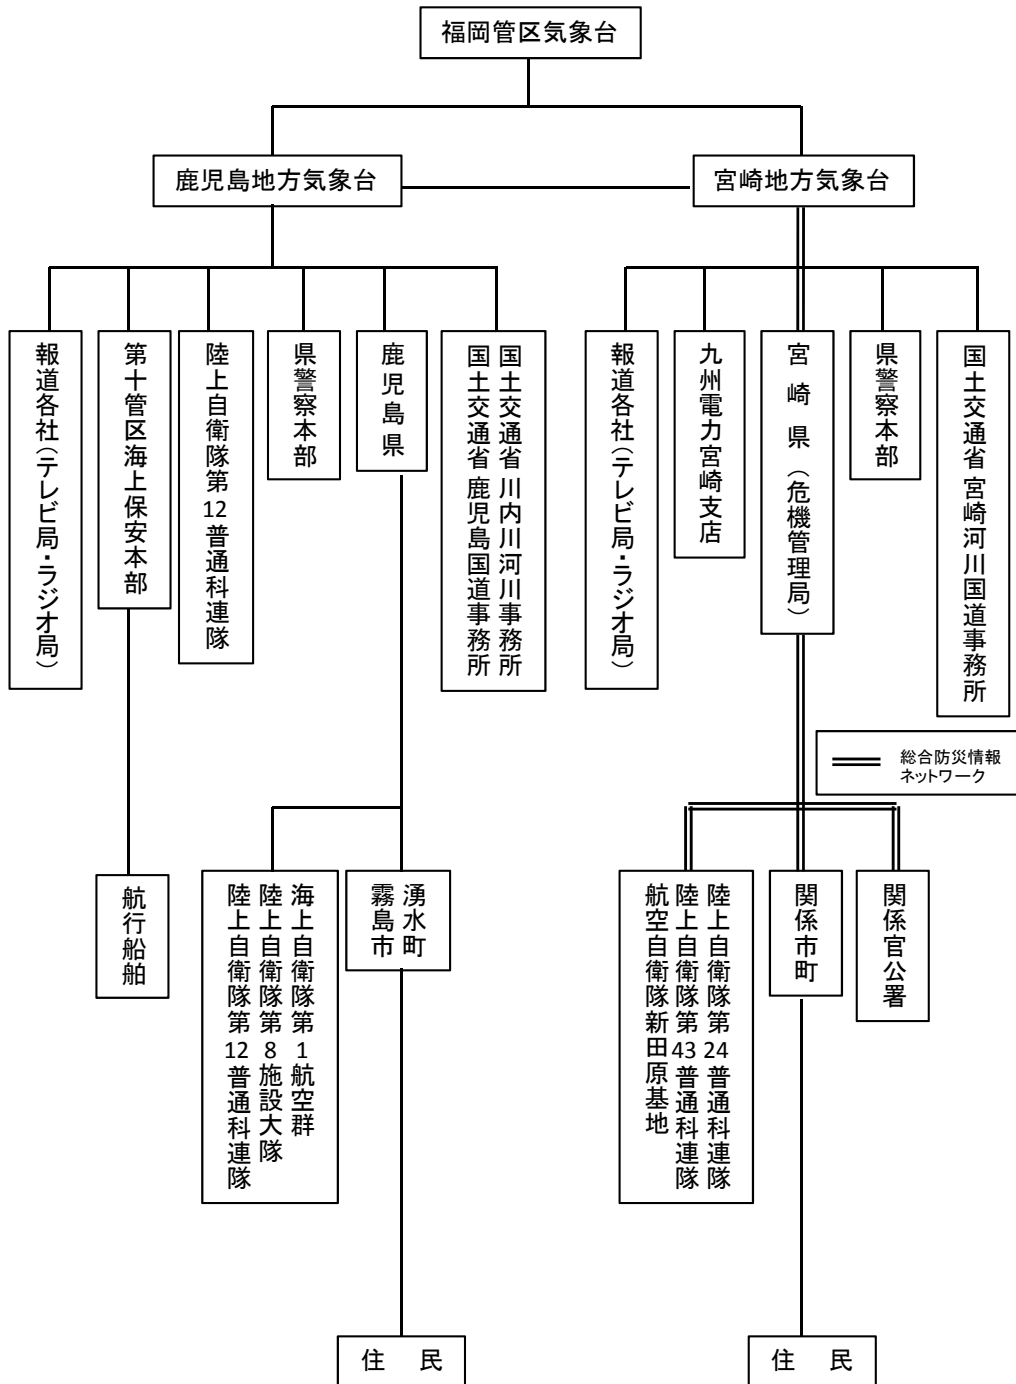 福岡管区気象台
鹿児島地方気象台
宮崎地方気象台
報道各社(テレビ局・ラジオ局)
第十管区海上保安本部
陸上自衛隊第12普通科連隊
県警察本部
鹿児島県
国土交通省 川内川河川事務所
国土交通省 鹿児島国道事務所
報道各社(テレビ局・ラジオ局)
九州電力宮崎支店
宮崎県(危機管理局)
県警察本部
国土交通省 宮崎河川国道事務所
総合防災情報
ネットワーク
航行船舶
海上自衛隊第1航空群
陸上自衛隊第8施設大隊
陸上自衛隊第12普通科連隊
湧水町
霧島市
陸上自衛隊第24普通科連隊
陸上自衛隊第43普通科連隊
航空自衛隊新田原基地
関係市町
関係官公署
住 民
住 民